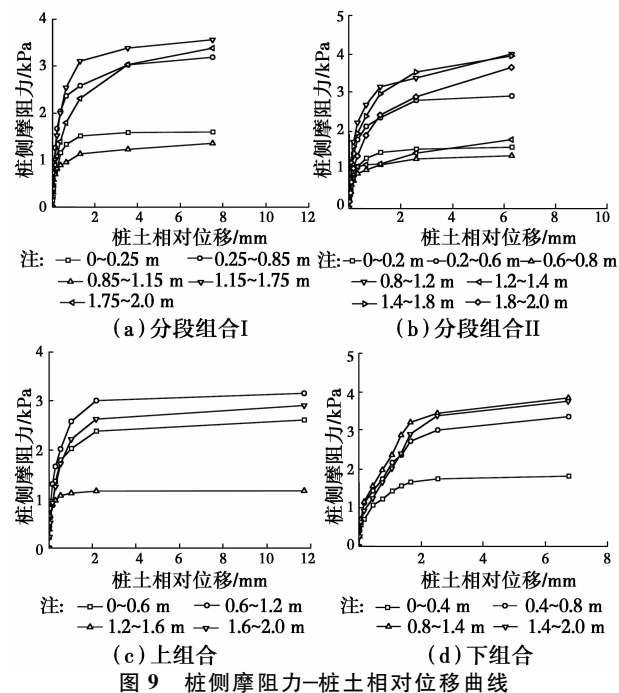 4
3
2
1
0
桩侧摩阻力/kPa
2 4 6 8 10 12
桩土相对位移/mm
注: 0~0.25 m 0.25~0.85 m
0.85~1.15 m 1.15~1.75 m
1.75~2.0 m
(a)分段组合I
5
4
3
2
1
0
桩侧摩阻力/kPa
2 4 6 8 10
桩土相对位移/mm
注: 0~0.2 m 0.2~0.6 m 0.6~0.8 m
0.8~1.2 m 1.2~1.4 m
1.4~1.8 m 1.8~2.0 m
(b)分段组合II
4
3
2
1
0
桩侧摩阻力/kPa
2 4 6 8 10 12
桩土相对位移/mm
注: 0~0.6 m 0.6~1.2 m
1.2~1.6 m 1.6~2.0 m
(c)上组合
5
4
3
2
1
0
桩侧摩阻力/kPa
2 4 6 8
桩土相对位移/mm
注: 0~0.4 m 0.4~0.8 m
0.8~1.4 m 1.4~2.0 m
(d)下组合
图 9 桩侧摩阻力–桩土相对位移曲线